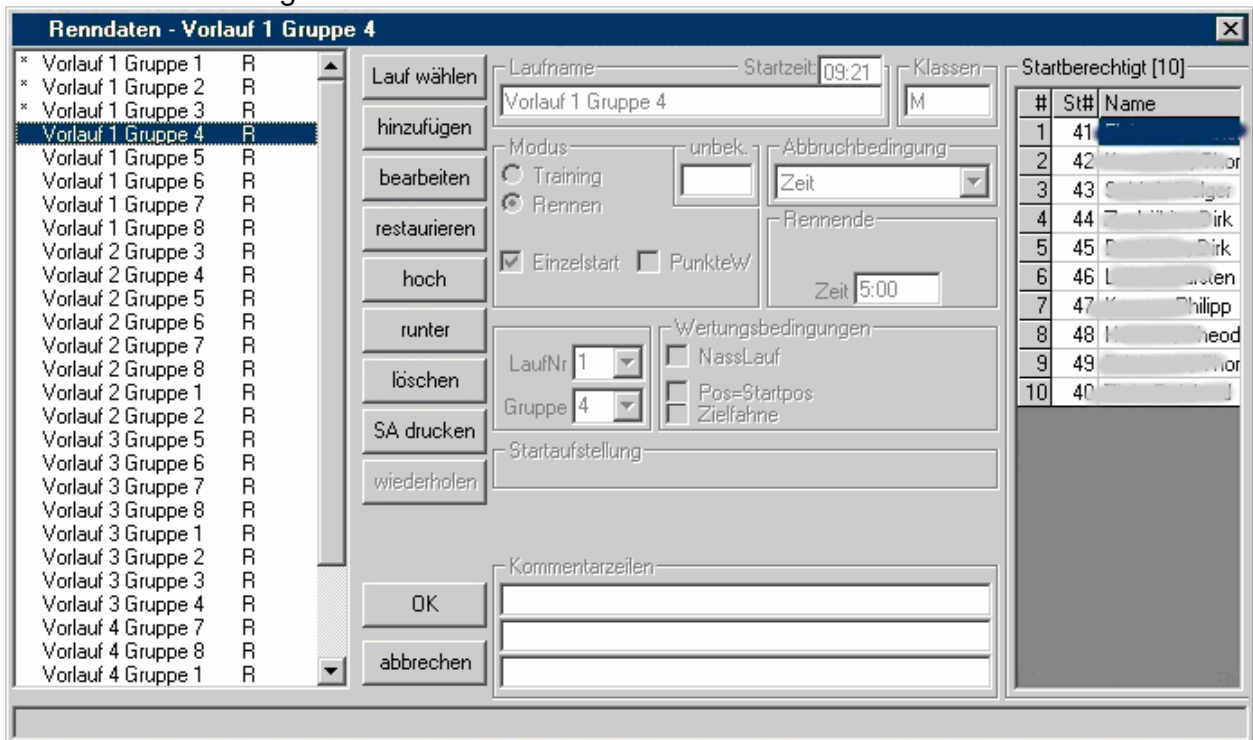 Renndaten - Vorlauf 1 Gruppe 4
* Vorlauf 1 Gruppe 1 R
* Vorlauf 1 Gruppe 2 R
* Vorlauf 1 Gruppe 3 R
Vorlauf 1 Gruppe 4 R
Vorlauf 1 Gruppe 5 R
Vorlauf 1 Gruppe 6 R
Vorlauf 1 Gruppe 7 R
Vorlauf 1 Gruppe 8 R
Vorlauf 2 Gruppe 3 R
Vorlauf 2 Gruppe 4 R
Vorlauf 2 Gruppe 5 R
Vorlauf 2 Gruppe 6 R
Vorlauf 2 Gruppe 7 R
Vorlauf 2 Gruppe 8 R
Vorlauf 2 Gruppe 1 R
Vorlauf 2 Gruppe 2 R
Vorlauf 3 Gruppe 5 R
Vorlauf 3 Gruppe 6 R
Vorlauf 3 Gruppe 7 R
Vorlauf 3 Gruppe 8 R
Vorlauf 3 Gruppe 1 R
Vorlauf 3 Gruppe 2 R
Vorlauf 3 Gruppe 3 R
Vorlauf 3 Gruppe 4 R
Vorlauf 4 Gruppe 7 R
Vorlauf 4 Gruppe 8 R
Vorlauf 4 Gruppe 1 R
Lauf wählen
hinzufügen
bearbeiten
restaurieren
hoch
runter
löschen
SA drucken
wiederholen
OK
abbrechen
Laufname Startzeit: 09:21 Klassen
Vorlauf 1 Gruppe 4 M
Modus unbek. Abbruchbedingung
Training Zeit
Rennen
Rennende
Einzelstart PunkteW
Zeit 5:00
Wertungsbedingungen
LaufNr 1 NassLauf
Pos=Startpos
Gruppe 4 Zielfahne
Startaufstellung
Kommentarzeilen
Startberechtigt [10]
# St# Name
1 41
2 42
3 43
4 44 Dirk
5 45 Dirk
6 46
7 47 Philipp
8 48
9 49
10 40